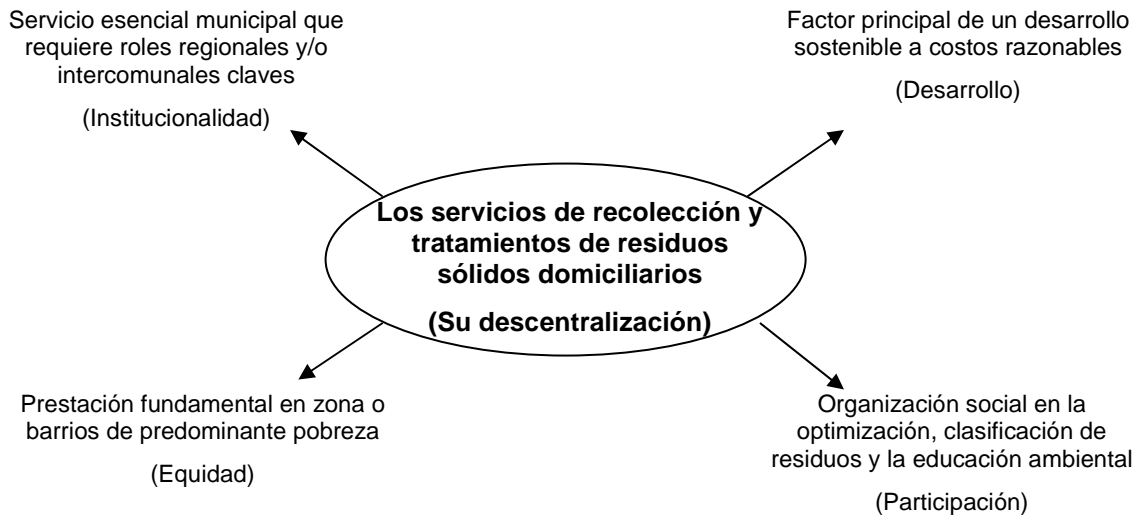 Servicio esencial municipal que
requiere roles regionales y/o
intercomunales claves
(Institucionalidad)
Factor principal de un desarrollo
sostenible a costos razonables
(Desarrollo)
Los servicios de recolección y
tratamientos de residuos
sólidos domiciliarios
(Su descentralización)
Prestación fundamental en zona o
barrios de predominante pobreza
(Equidad)
Organización social en la
optimización, clasificación de
residuos y la educación ambiental
(Participación)